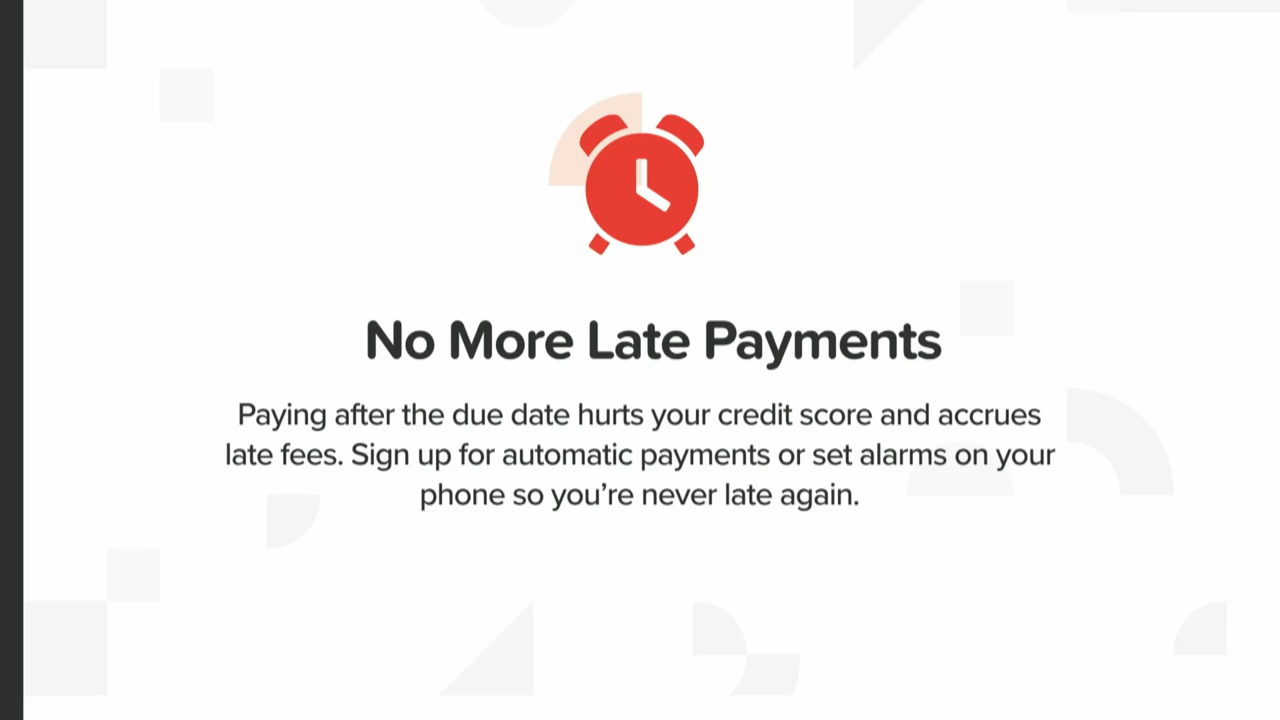 No More Late Payments
Paying after the due date hurts your credit score and accrues
late fees. Sign up for automatic payments or set alarms on your
phone so you’re never late again.